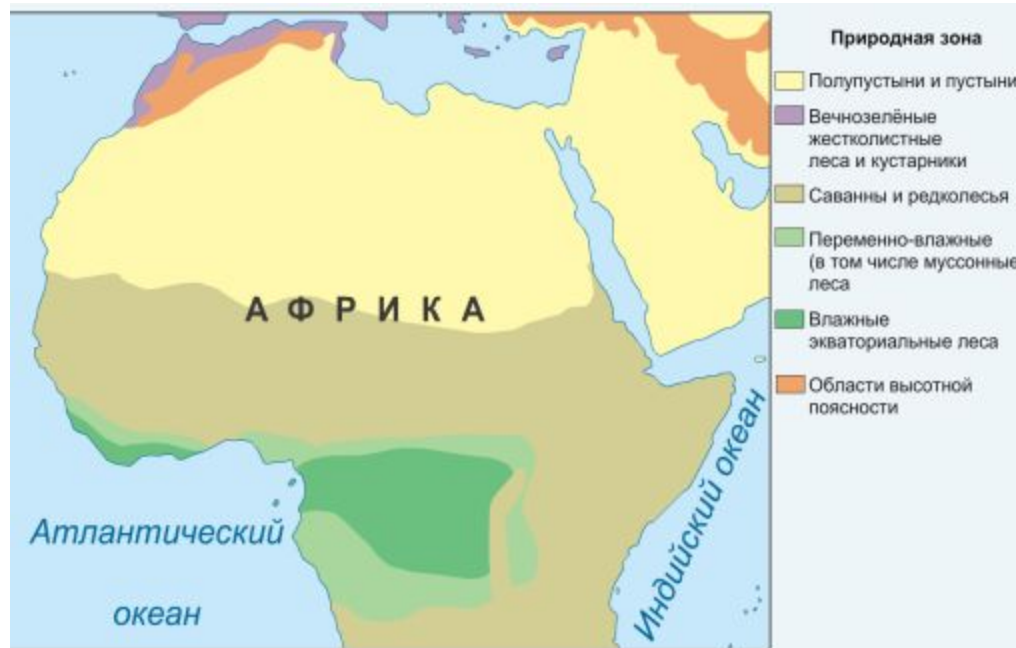 Природная зона
Полупустыни и пустыни
Вечнозелёные
жестколистные
леса и кустарники
Саванны и редколесья
Переменно-влажные
(в том числе муссонные
леса
Влажные
экваториальные леса
Области высотной
поясности
АФРИКА
Атлантический
океан
Индийский океан